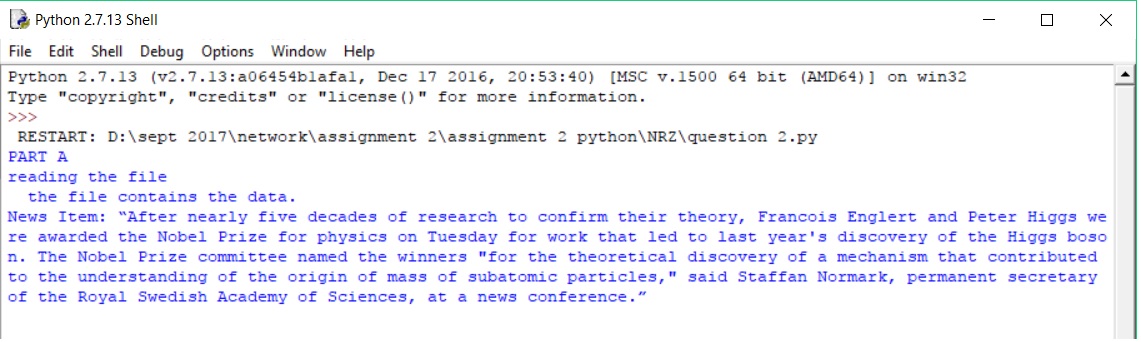 Python 2.7.13 Shell
File Edit Shell Debug Options Window Help
Python 2.7.13 (v2.7.13:a06454b1afa1, Dec 17 2016, 20:53:40) [MSC v.1500 64 bit (AMD64)] on win32
Type "copyright", "credits" or "license()" for more information.
>>>
 RESTART: D:\sept 2017\network\assignment 2\assignment 2 python\NRZ\question 2.py
PART A
reading the file
  the file contains the data.
News Item: “After nearly five decades of research to confirm their theory, Francois Englert and Peter Higgs we
re awarded the Nobel Prize for physics on Tuesday for work that led to last year's discovery of the Higgs boso
n. The Nobel Prize committee named the winners "for the theoretical discovery of a mechanism that contributed
to the understanding of the origin of mass of subatomic particles," said Staffan Normark, permanent secretary
of the Royal Swedish Academy of Sciences, at a news conference.”